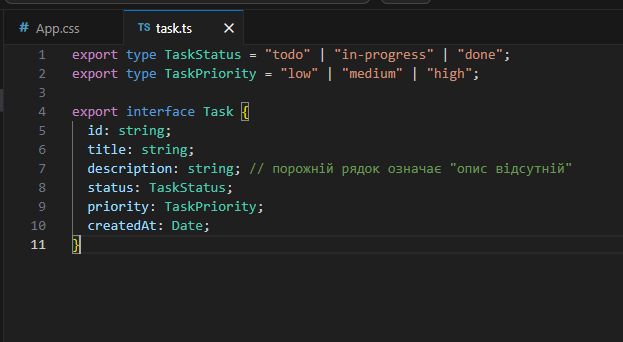 # App.css
TS task.ts ×
1 export type TaskStatus = "todo" | "in-progress" | "done";
2 export type TaskPriority = "low" | "medium" | "high";
3
4 export interface Task {
5   id: string;
6   title: string;
7   description: string; // порожній рядок означає "опис відсутній"
8   status: TaskStatus;
9   priority: TaskPriority;
10   createdAt: Date;
11 }